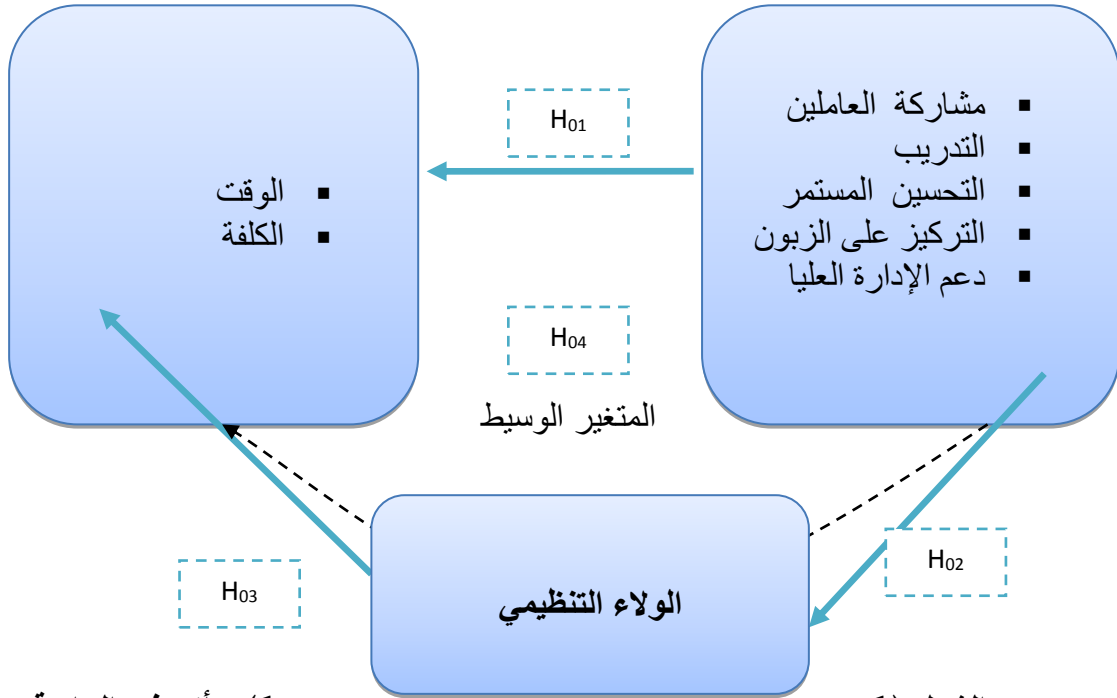 مشاركة العاملين
التدريب
التحسين المستمر
التركيز على الزبون
دعم الإدارة العليا
H01
الوقت
الكلفة
H04
المتغير الوسيط
H02
الولاء التنظيمي
H03